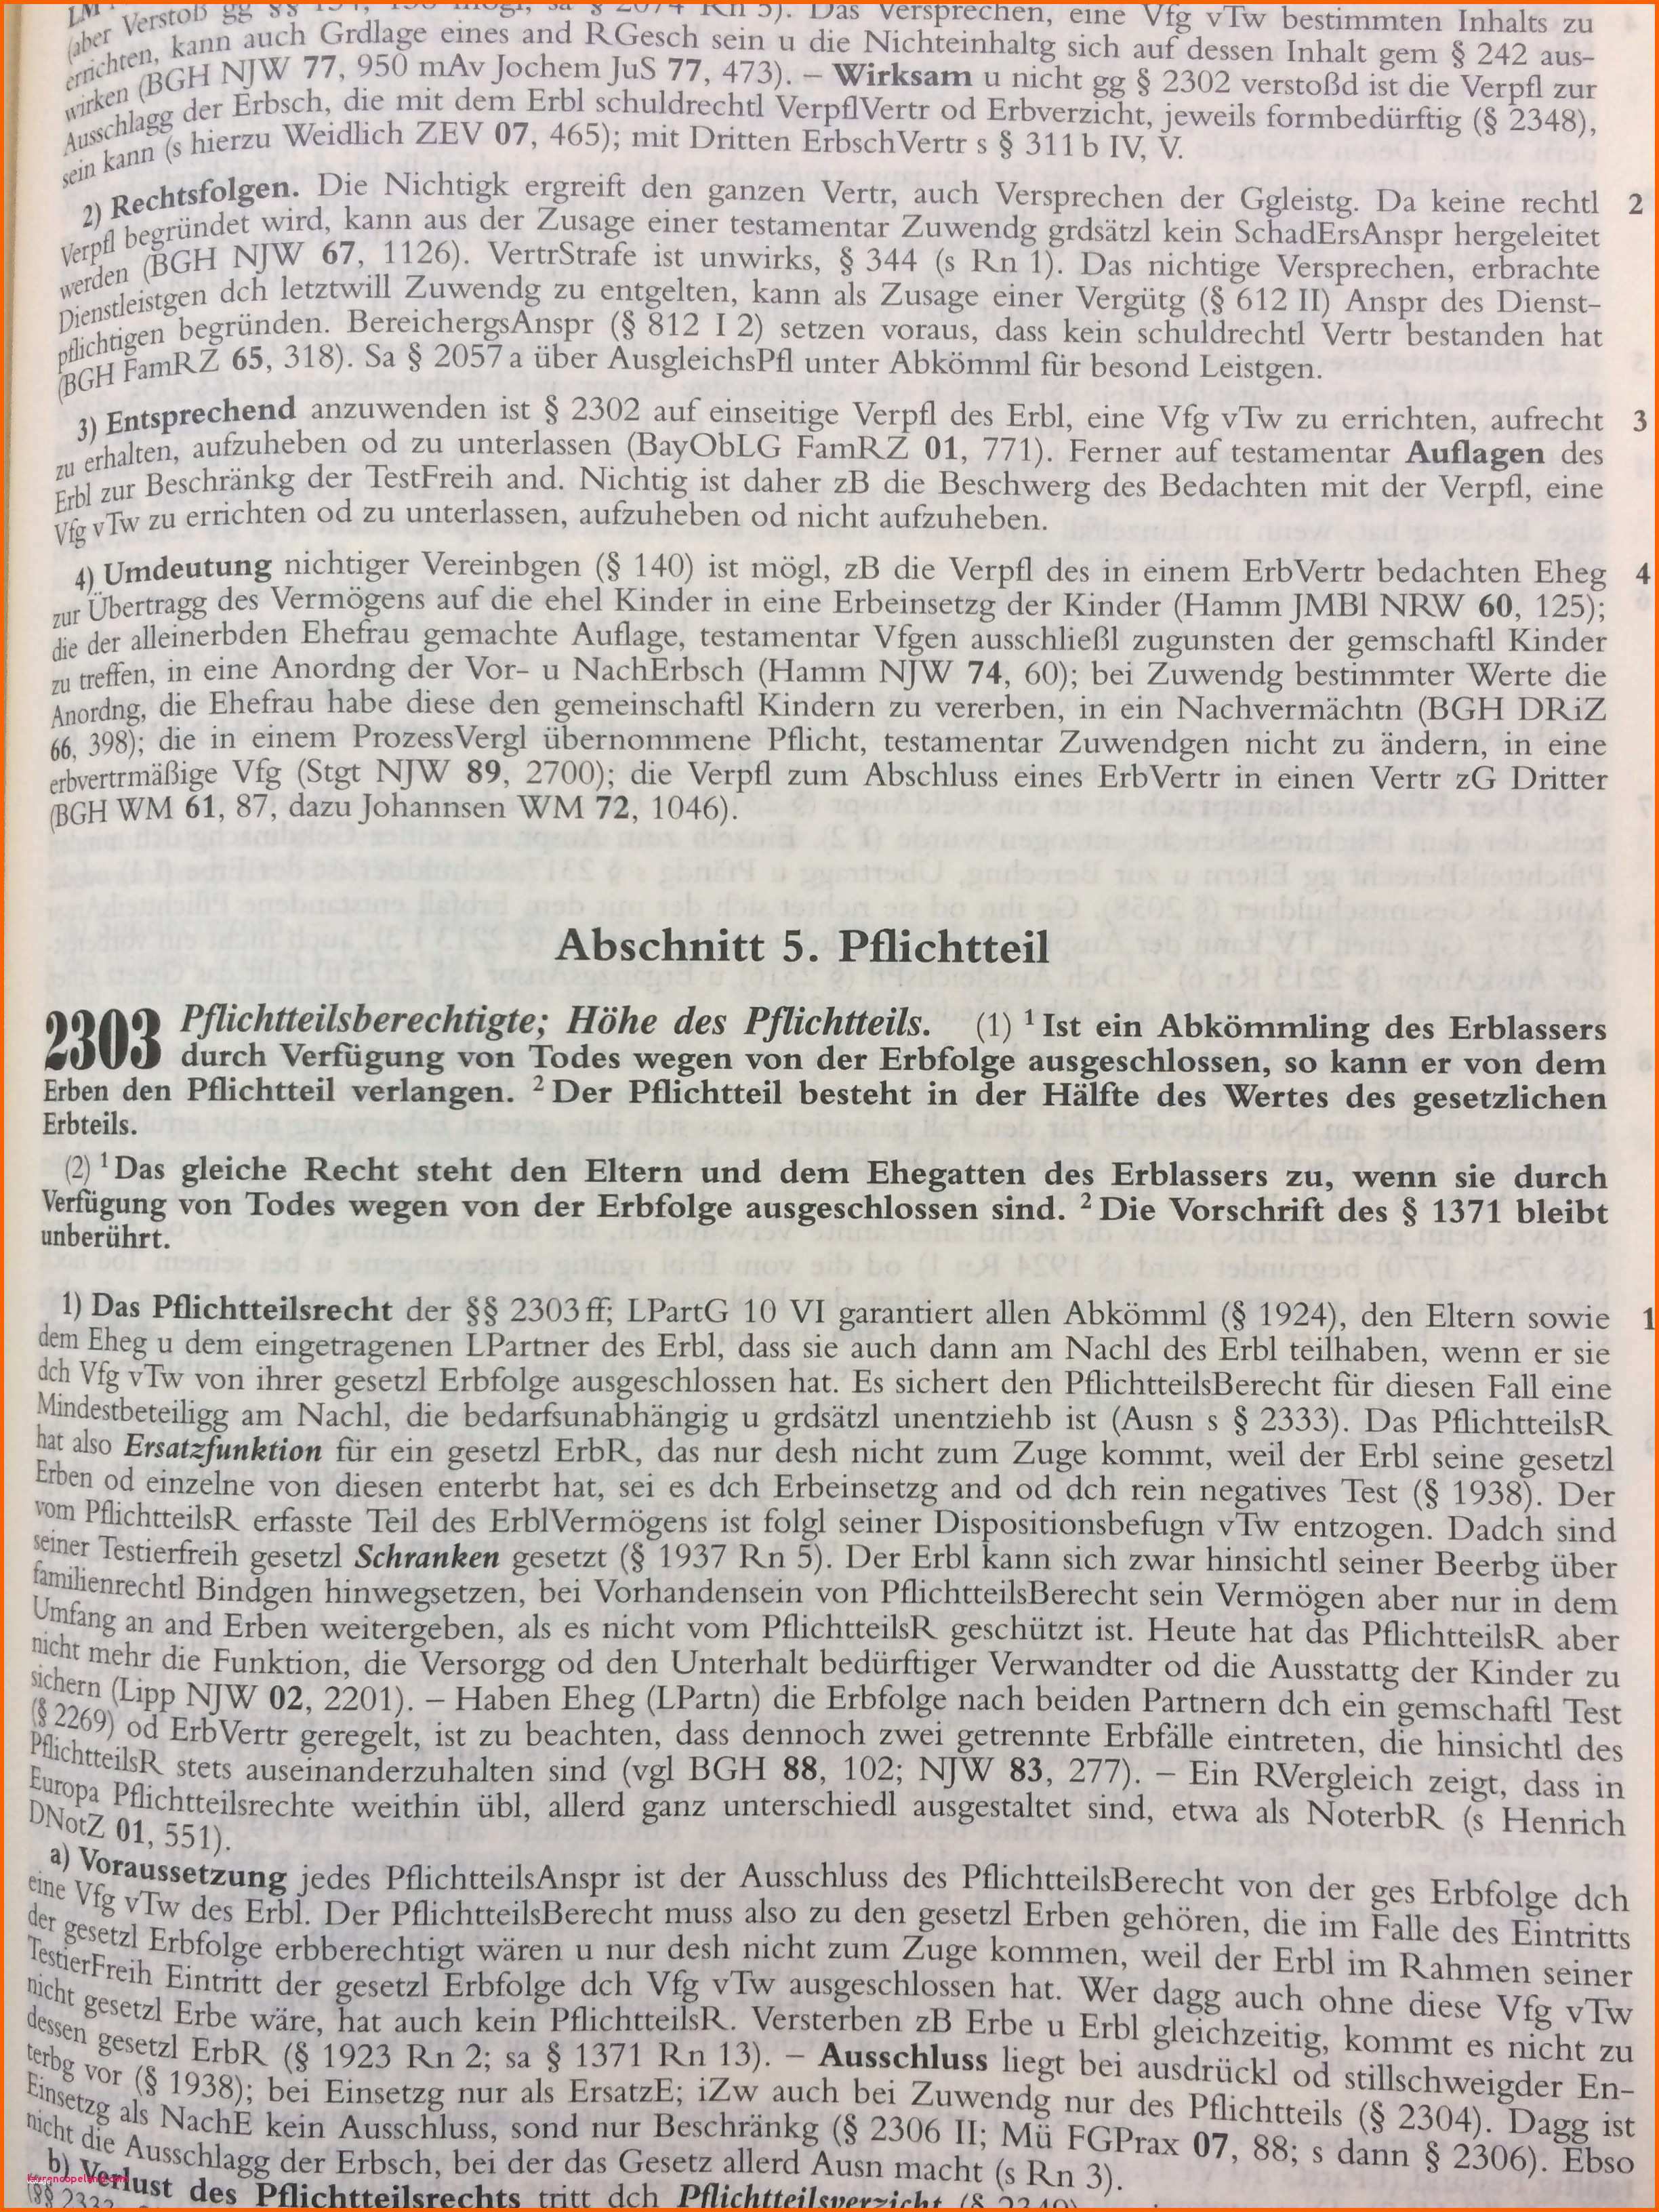 (aber Verstoß gg §§ 134, 138 mögl, sa § 2074 Rn 5). Das Versprechen, eine Vfg vTw bestimmten Inhalts zu
errichten, kann auch Grdlage eines and RGesch sein u die Nichteinhaltg sich auf dessen Inhalt gem § 242 aus-
wirken (BGH NJW 77, 950 mAv Jochem JuS 77, 473). – Wirksam u nicht gg § 2302 verstoßd ist die Verpfl zur
Ausschlagg der Erbsch, die mit dem Erbl schuldrechtl VerpflVertr od Erbverzicht, jeweils formbedürftig (§ 2348),
sein kann (s hierzu Weidlich ZEV 07, 465); mit Dritten ErbschVertr s § 311 b IV, V.
2) Rechtsfolgen. Die Nichtigk ergreift den ganzen Vertr, auch Versprechen der Ggleistg. Da keine rechtl 2
Verpfl begründet wird, kann aus der Zusage einer testamentar Zuwendg grdsätzl kein SchadErsAnspr hergeleitet
werden (BGH NJW 67, 1126). VertrStrafe ist unwirks, § 344 (s Rn 1). Das nichtige Versprechen, erbrachte
Dienstleistgen dch letztwill Zuwendg zu entgelten, kann als Zusage einer Vergütg (§ 612 II) Anspr des Dienst-
pflichtigen begründen. BereichergsAnspr (§ 812 I 2) setzen voraus, dass kein schuldrechtl Vertr bestanden hat
(BGH FamRZ 65, 318). Sa § 2057 a über AusgleichsPfl unter Abkömml für besond Leistgen.
3) Entsprechend anzuwenden ist § 2302 auf einseitige Verpfl des Erbl, eine Vfg vTw zu errichten, aufrecht 3
zu erhalten, aufzuheben od zu unterlassen (BayObLG FamRZ 01, 771). Ferner auf testamentar Auflagen des
Erbl zur Beschränkg der TestFreih and. Nichtig ist daher zB die Beschwerg des Bedachten mit der Verpfl, eine
Vfg vTw zu errichten od zu unterlassen, aufzuheben od nicht aufzuheben.
4) Umdeutung nichtiger Vereinbgen (§ 140) ist mögl, zB die Verpfl des in einem ErbVertr bedachten Eheg 4
zur Übertragg des Vermögens auf die ehel Kinder in eine Erbeinsetzg der Kinder (Hamm JMBl NRW 60, 125);
die der alleinerbden Ehefrau gemachte Auflage, testamentar Vfgen ausschließl zugunsten der gemschaftl Kinder
zu treffen, in eine Anordng der Vor- u NachErbsch (Hamm NJW 74, 60); bei Zuwendg bestimmter Werte die
Anordng, die Ehefrau habe diese den gemeinschaftl Kindern zu vererben, in ein Nachvermächtn (BGH DRiZ
66, 398); die in einem ProzessVergl übernommene Pflicht, testamentar Zuwendgen nicht zu ändern, in eine
erbvertrmäßige Vfg (Stgt NJW 89, 2700); die Verpfl zum Abschluss eines ErbVertr in einen Vertr zG Dritter
(BGH WM 61, 87, dazu Johannsen WM 72, 1046).
Abschnitt 5. Pflichtteil
2303 Pflichtteilsberechtigte; Höhe des Pflichtteils. (1) ¹ Ist ein Abkömmling des Erblassers
durch Verfügung von Todes wegen von der Erbfolge ausgeschlossen, so kann er von dem
Erben den Pflichtteil verlangen. ² Der Pflichtteil besteht in der Hälfte des Wertes des gesetzlichen
Erbteils.
(2) ¹ Das gleiche Recht steht den Eltern und dem Ehegatten des Erblassers zu, wenn sie durch
Verfügung von Todes wegen von der Erbfolge ausgeschlossen sind. ² Die Vorschrift des § 1371 bleibt
unberührt.
1) Das Pflichtteilsrecht der §§ 2303 ff; LPartG 10 VI garantiert allen Abkömml (§ 1924), den Eltern sowie 1
dem Eheg u dem eingetragenen LPartner des Erbl, dass sie auch dann am Nachl des Erbl teilhaben, wenn er sie
dch Vfg vTw von ihrer gesetzl Erbfolge ausgeschlossen hat. Es sichert den PflichtteilsBerecht für diesen Fall eine
Mindestbeteiligg am Nachl, die bedarfsunabhängig u grdsätzl unentziehb ist (Ausn s § 2333). Das PflichtteilsR
hat also Ersatzfunktion für ein gesetzl ErbR, das nur desh nicht zum Zuge kommt, weil der Erbl seine gesetzl
Erben od einzelne von diesen enterbt hat, sei es dch Erbeinsetzg and od dch rein negatives Test (§ 1938). Der
vom PflichtteilsR erfasste Teil des ErblVermögens ist folgl seiner Dispositionsbefugn vTw entzogen. Dadch sind
seiner Testierfreih gesetzl Schranken gesetzt (§ 1937 Rn 5). Der Erbl kann sich zwar hinsichtl seiner Beerbg über
familienrechtl Bindgen hinwegsetzen, bei Vorhandensein von PflichtteilsBerecht sein Vermögen aber nur in dem
Umfang an and Erben weitergeben, als es nicht vom PflichtteilsR geschützt ist. Heute hat das PflichtteilsR aber
nicht mehr die Funktion, die Versorgg od den Unterhalt bedürftiger Verwandter od die Ausstattg der Kinder zu
sichern (Lipp NJW 02, 2201). – Haben Eheg (LPartn) die Erbfolge nach beiden Partnern dch ein gemschaftl Test
(§ 2269) od ErbVertr geregelt, ist zu beachten, dass dennoch zwei getrennte Erbfälle eintreten, die hinsichtl des
PflichtteilsR stets auseinanderzuhalten sind (vgl BGH 88, 102; NJW 83, 277). – Ein RVergleich zeigt, dass in
Europa Pflichtteilsrechte weithin übl, allerd ganz unterschiedl ausgestaltet sind, etwa als NoterbR (s Henrich
DNotZ 01, 551).
a) Voraussetzung jedes PflichtteilsAnspr ist der Ausschluss des PflichtteilsBerecht von der ges Erbfolge dch
eine Vfg vTw des Erbl. Der PflichtteilsBerecht muss also zu den gesetzl Erben gehören, die im Falle des Eintritts
der gesetzl Erbfolge erbberechtigt wären u nur desh nicht zum Zuge kommen, weil der Erbl im Rahmen seiner
TestierFreih Eintritt der gesetzl Erbfolge dch Vfg vTw ausgeschlossen hat. Wer dagg auch ohne diese Vfg vTw
nicht gesetzl Erbe wäre, hat auch kein PflichtteilsR. Versterben zB Erbe u Erbl gleichzeitig, kommt es nicht zu
dessen gesetzl ErbR (§ 1923 Rn 2; sa § 1371 Rn 13). – Ausschluss liegt bei ausdrückl od stillschweigder En-
terbg vor (§ 1938); bei Einsetzg nur als ErsatzE; iZw auch bei Zuwendg nur des Pflichtteils (§ 2304). Dagg ist
Einsetzg als NachE kein Ausschluss, sond nur Beschränkg (§ 2306 II; Mü FGPrax 07, 88; s dann § 2306). Ebso
nicht die Ausschlagg der Erbsch, bei der das Gesetz allerd Ausn macht (s Rn 3).
b) Verlust des Pflichtteilsrechts tritt dch Pflichtteilsverzicht